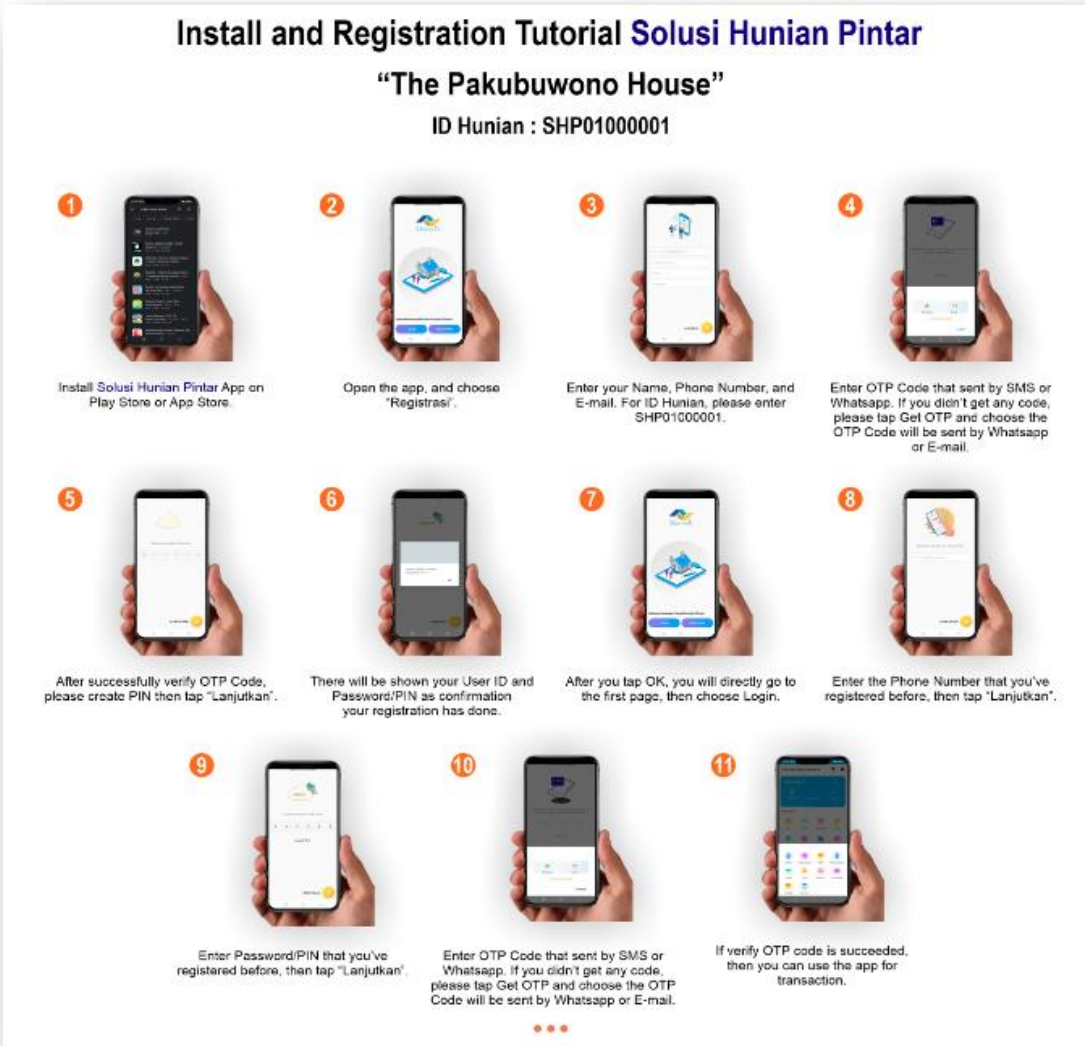 Install and Registration Tutorial Solusi Hunian Pintar
“The Pakubuwono House”
ID Hunian : SHP01000001
1
Install Solusi Hunian Pintar App on
Play Store or App Store.
2
Open the app, and choose
“Registrasi”.
3
Enter your Name, Phone Number, and
E-mail. For ID Hunian, please enter
SHP01000001.
4
Enter OTP Code that sent by SMS or
Whatsapp. If you didn’t get any code,
please tap Get OTP and choose the
OTP Code will be sent by Whatsapp
or E-mail.
5
After successfully verify OTP Code,
please create PIN then tap “Lanjutkan”.
6
There will be shown your User ID and
Password/PIN as confirmation
your registration has done.
7
After you tap OK, you will directly go to
the first page, then choose Login.
8
Enter the Phone Number that you’ve
registered before, then tap “Lanjutkan”.
9
Enter Password/PIN that you’ve
registered before, then tap “Lanjutkan”.
10
Enter OTP Code that sent by SMS or
Whatsapp. If you didn’t get any code,
please tap Get OTP and choose the OTP
Code will be sent by Whatsapp or E-mail.
11
If verify OTP code is succeeded,
then you can use the app for
transaction.